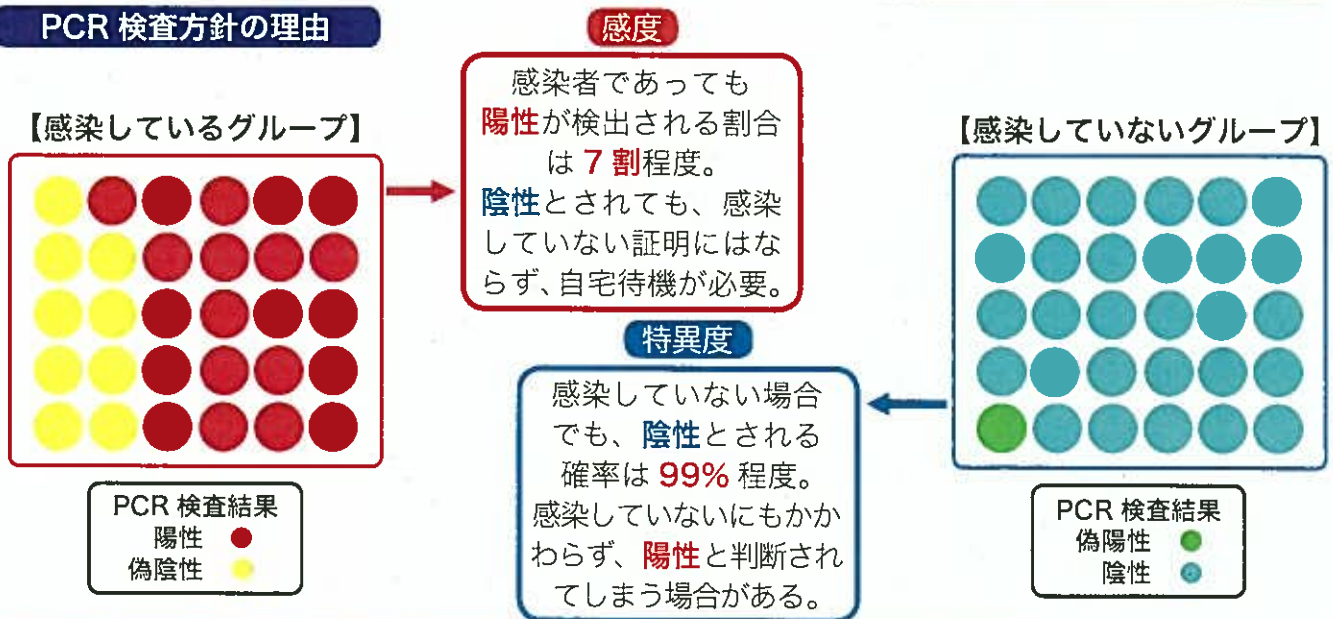 PCR 検査方針の理由
【感染しているグループ】
PCR 検査結果
陽性
偽陰性
感度
感染者であっても
陽性が検出される割合
は 7 割程度。
陰性とされても、感染
していない証明にはな
らず、自宅待機が必要。
特異度
感染していない場合
でも、陰性とされる
確率は 99% 程度。
感染していないにもかか
わらず、陽性と判断され
てしまう場合がある。
【感染していないグループ】
PCR 検査結果
偽陽性
陰性